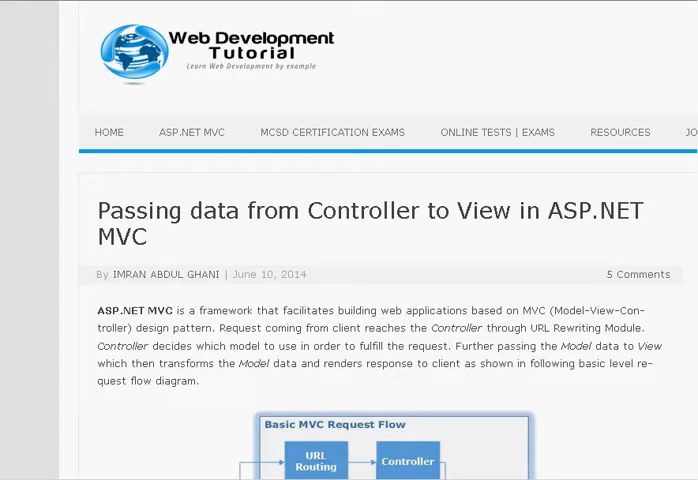 Web Development
Tutorial
Learn Web Development by example
HOME ASP.NET MVC MCSD CERTIFICATION EXAMS ONLINE TESTS | EXAMS RESOURCES JO
Passing data from Controller to View in ASP.NET
MVC
By IMRAN ABDUL GHANI | June 10, 2014 5 Comments
ASP.NET MVC is a framework that facilitates building web applications based on MVC (Model-View-Con-
troller) design pattern. Request coming from client reaches the Controller through URL Rewriting Module.
Controller decides which model to use in order to fulfill the request. Further passing the Model data to View
which then transforms the Model data and renders response to client as shown in following basic level re-
quest flow diagram.
Basic MVC Request Flow
URL
Routing
Controller